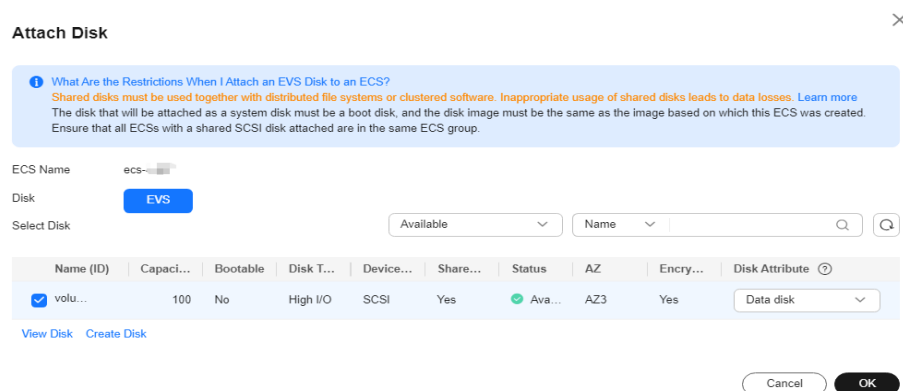 Attach Disk
What Are the Restrictions When I Attach an EVS Disk to an ECS?
Shared disks must be used together with distributed file systems or clustered software. Inappropriate usage of shared disks leads to data losses. Learn more
The disk that will be attached as a system disk must be a boot disk, and the disk image must be the same as the image based on which this ECS was created.
Ensure that all ECSs with a shared SCSI disk attached are in the same ECS group.
ECS Name ecs-
Disk EVS
Select Disk Available Name
Name (ID) Capaci... Bootable Disk T... Device... Share... Status AZ Encry... Disk Attribute
volu... 100 No High I/O SCSI Yes Ava... AZ3 Yes Data disk
View Disk Create Disk
Cancel OK